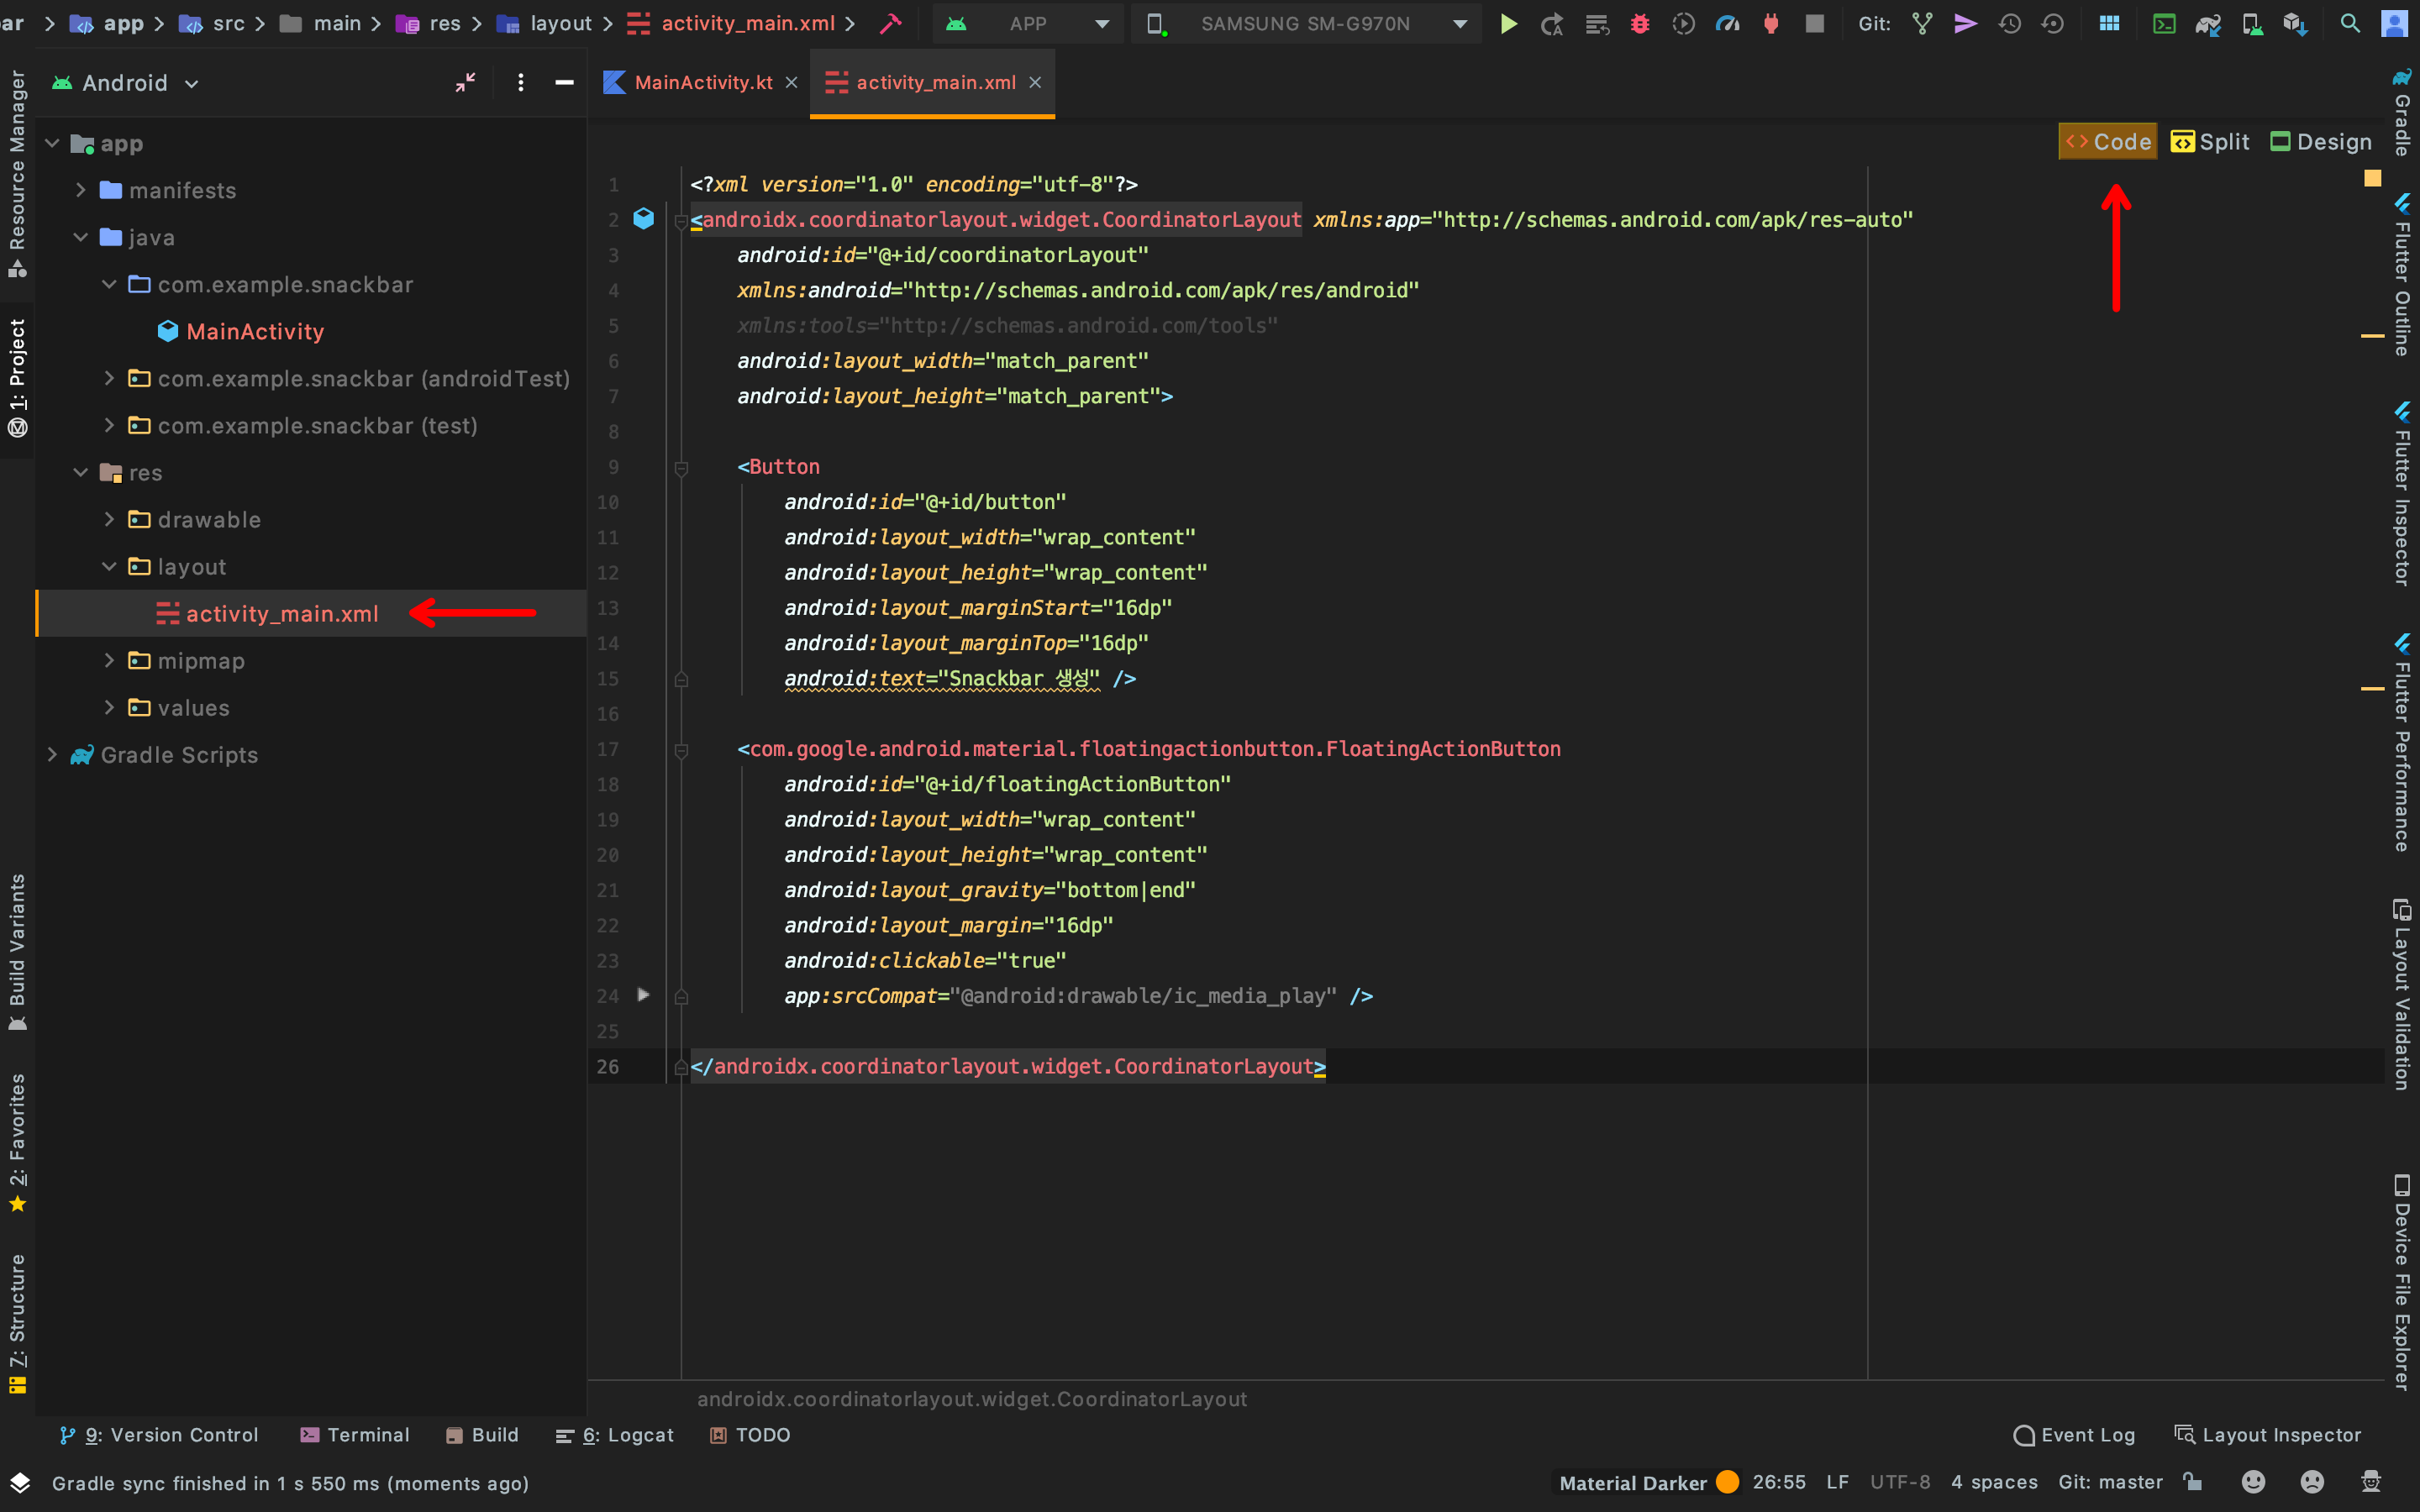 ar > app > src > main > res > layout > activity_main.xml >
APP
SAMSUNG SM-G970N
Git:
Android
MainActivity.kt
activity_main.xml
Code
Split
Design
Resource Manager
1: Project
Build Variants
2: Favorites
7: Structure
app
manifests
java
com.example.snackbar
MainActivity
com.example.snackbar (androidTest)
com.example.snackbar (test)
res
drawable
layout
activity_main.xml
mipmap
values
Gradle Scripts
1 <?xml version="1.0" encoding="utf-8"?>
2 <androidx.coordinatorlayout.widget.CoordinatorLayout xmlns:app="http://schemas.android.com/apk/res-auto"
3 android:id="@+id/coordinatorLayout"
4 xmlns:android="http://schemas.android.com/apk/res/android"
5 xmlns:tools="http://schemas.android.com/tools"
6 android:layout_width="match_parent"
7 android:layout_height="match_parent">
8
9 <Button
10 android:id="@+id/button"
11 android:layout_width="wrap_content"
12 android:layout_height="wrap_content"
13 android:layout_marginStart="16dp"
14 android:layout_marginTop="16dp"
15 android:text="Snackbar 생성" />
16
17 <com.google.android.material.floatingactionbutton.FloatingActionButton
18 android:id="@+id/floatingActionButton"
19 android:layout_width="wrap_content"
20 android:layout_height="wrap_content"
21 android:layout_gravity="bottom|end"
22 android:layout_margin="16dp"
23 android:clickable="true"
24 app:srcCompat="@android:drawable/ic_media_play" />
25
26 </androidx.coordinatorlayout.widget.CoordinatorLayout>
androidx.coordinatorlayout.widget.CoordinatorLayout
Gradle
Flutter Outline
Flutter Inspector
Flutter Performance
Layout Validation
Device File Explorer
9: Version Control
Terminal
Build
6: Logcat
TODO
Event Log
Layout Inspector
Gradle sync finished in 1 s 550 ms (moments ago)
Material Darker
26:55
LF
UTF-8
4 spaces
Git: master